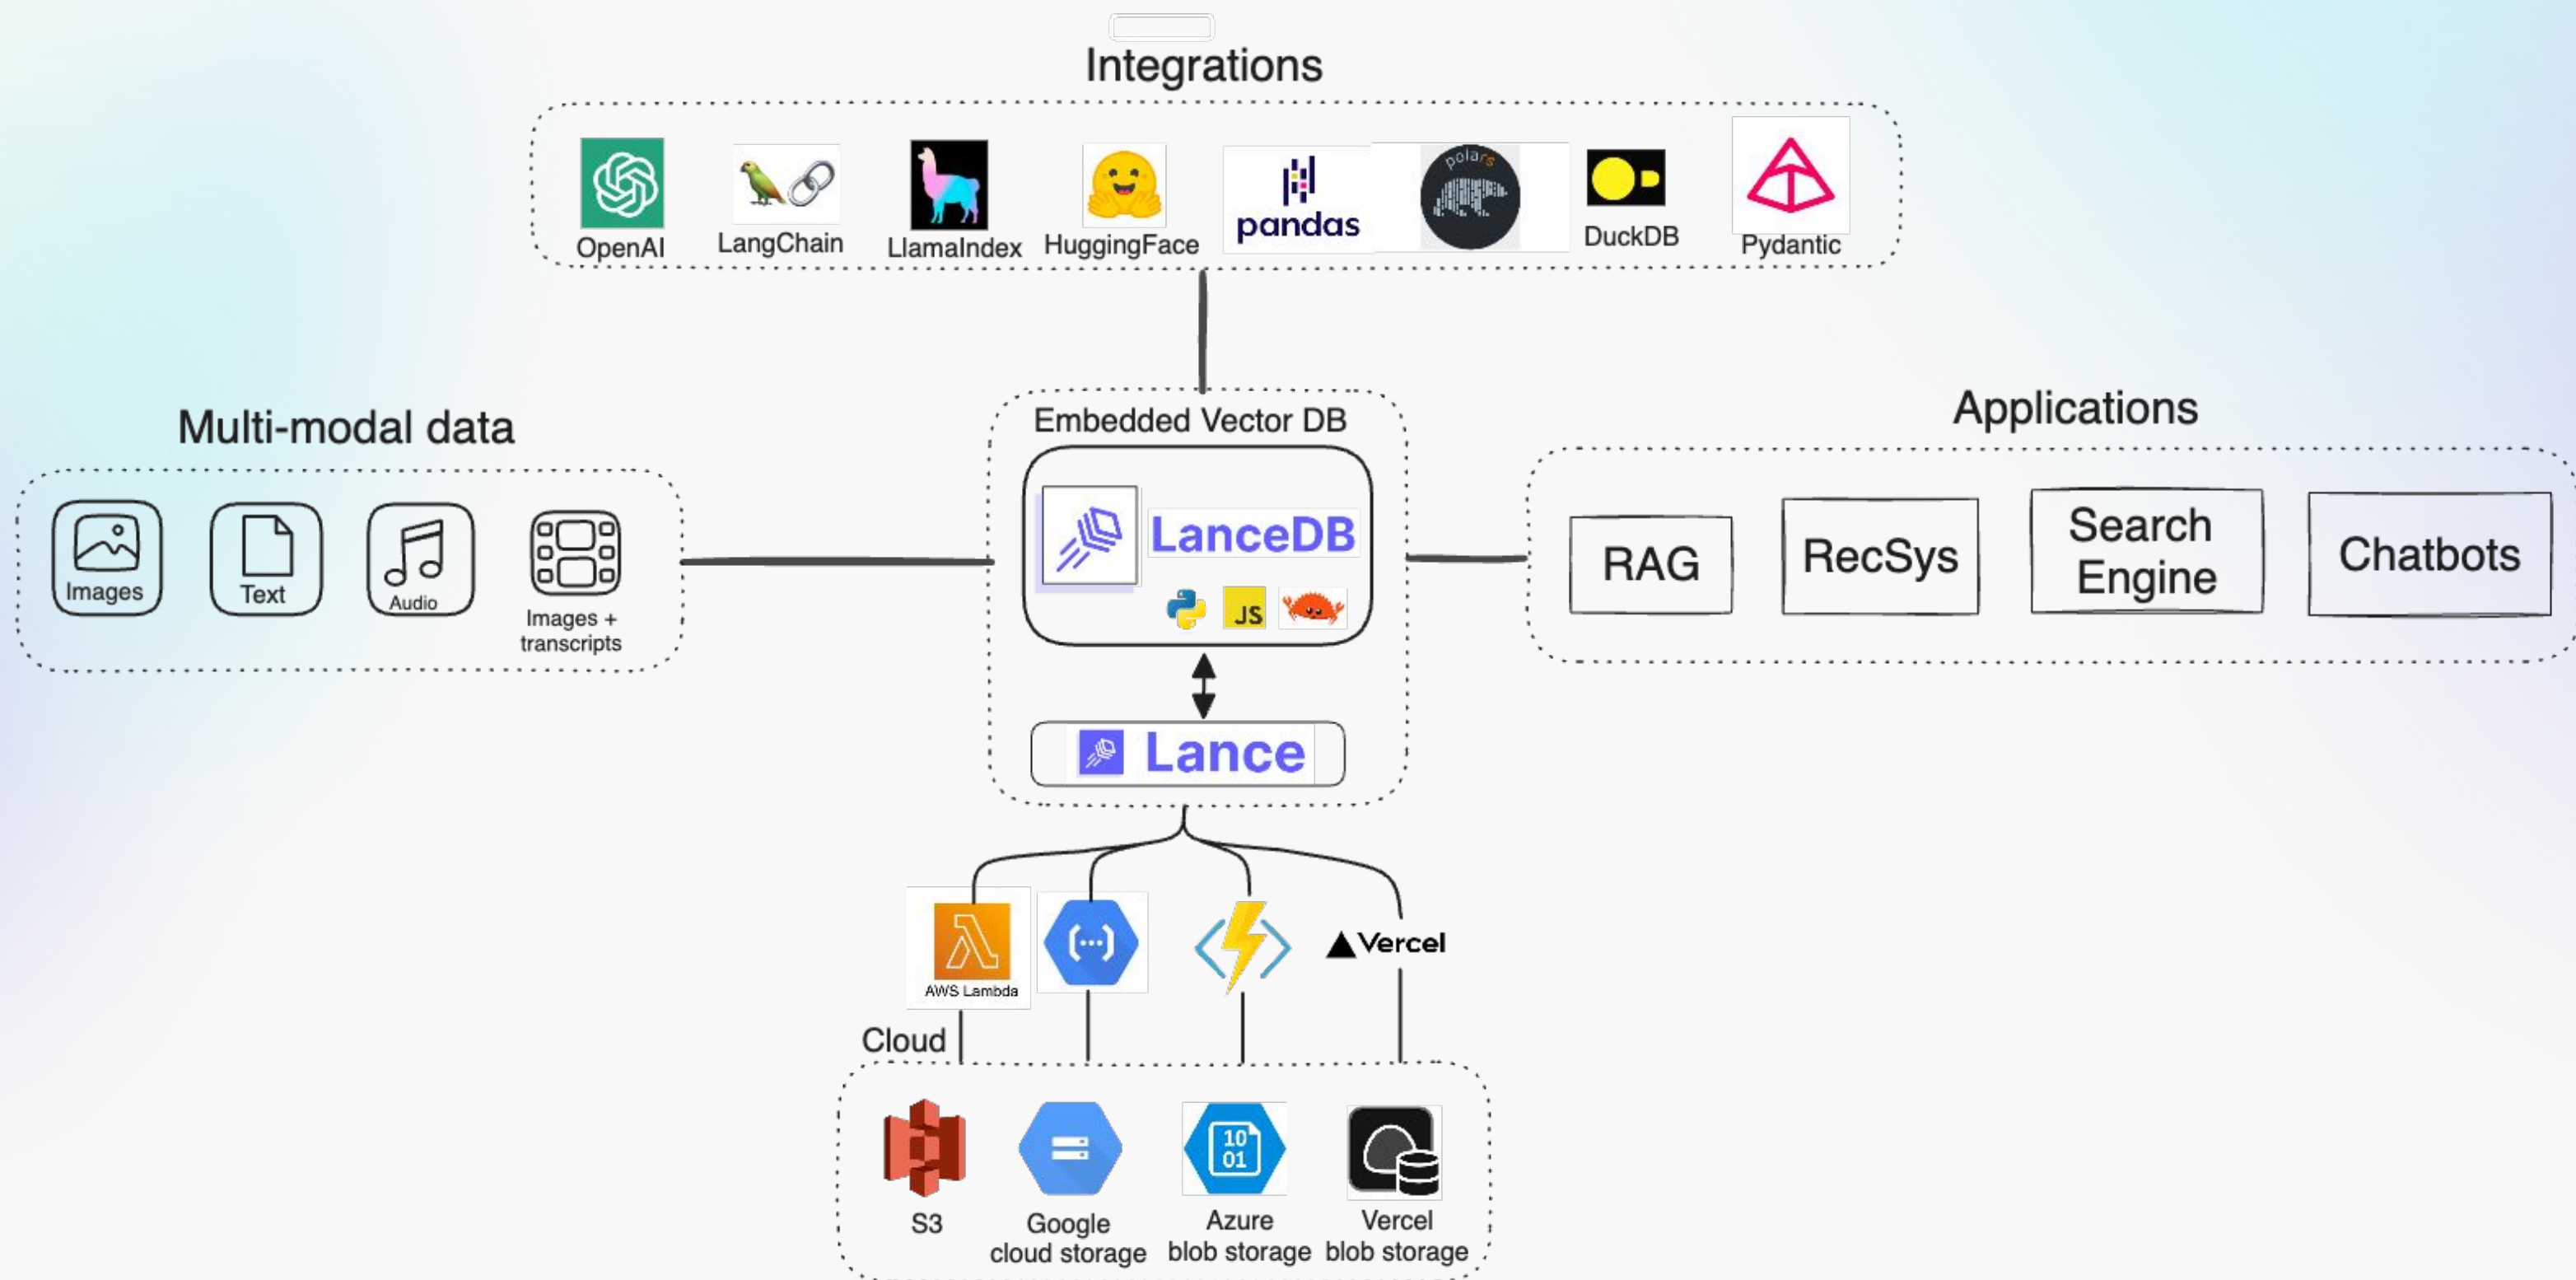 Integrations
OpenAI
LangChain
LlamaIndex
HuggingFace
pandas
polars
DuckDB
Pydantic
Multi-modal data
Images
Text
Audio
Images +
transcripts
Embedded Vector DB
LanceDB
JS
Lance
Applications
RAG
RecSys
Search
Engine
Chatbots
AWS Lambda
Vercel
Cloud
10
01
S3
Google
cloud storage
Azure
blob storage
Vercel
blob storage